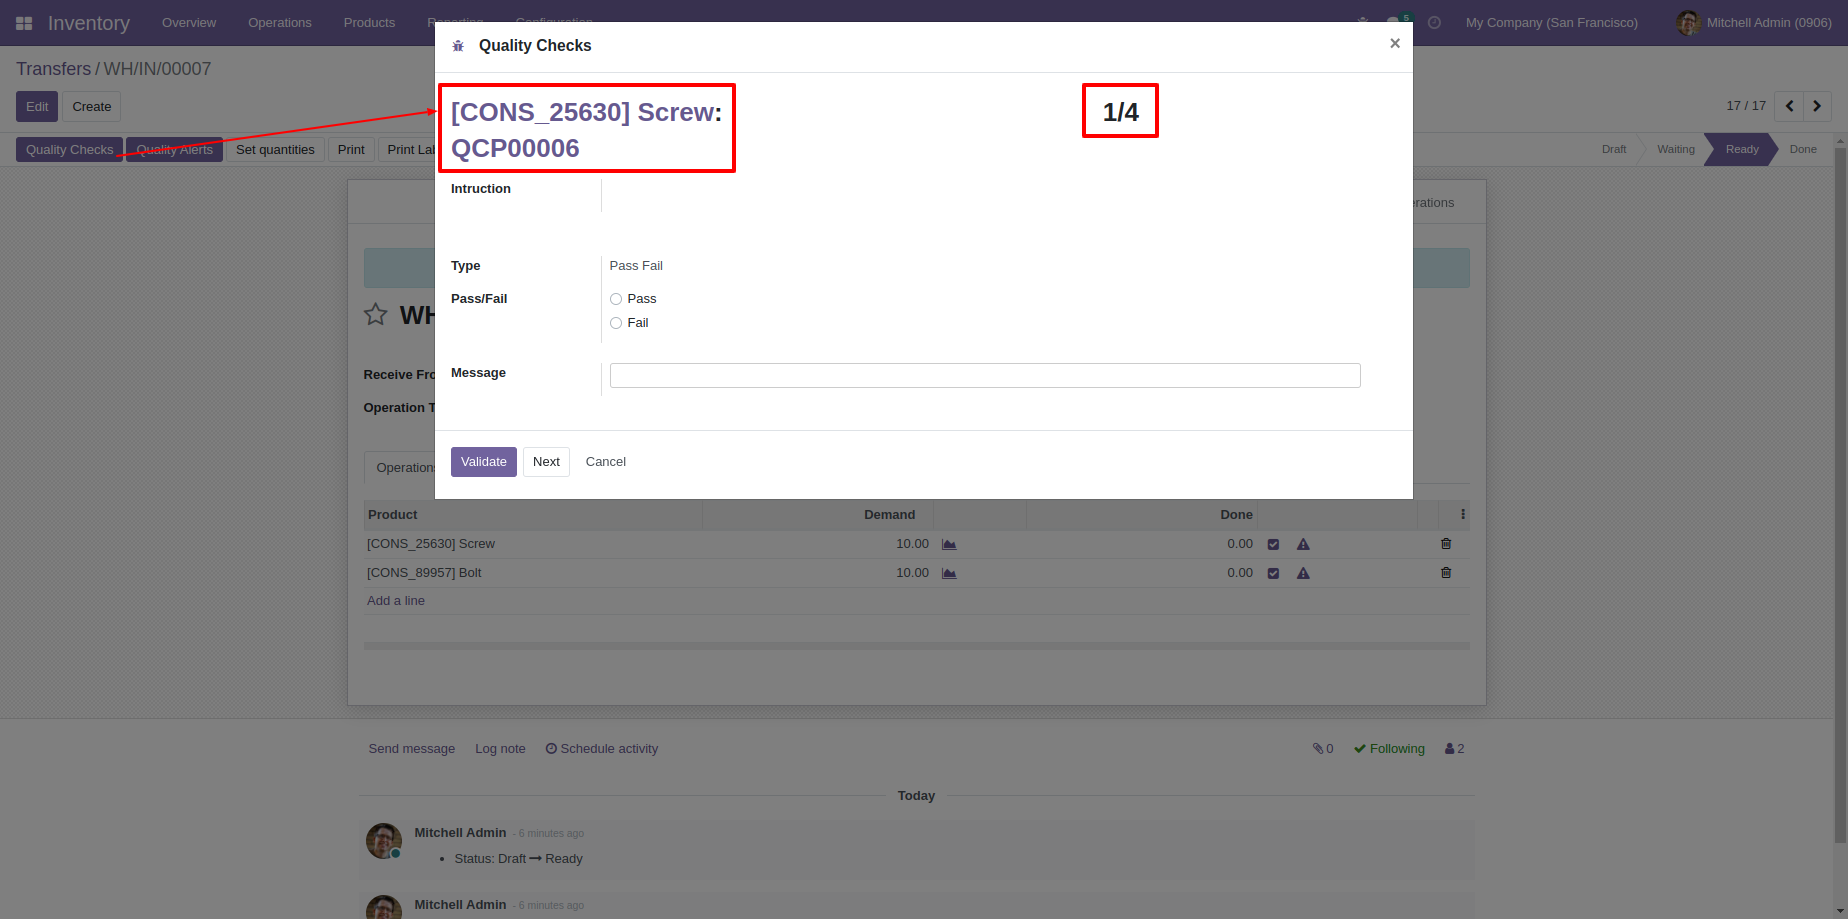 Inventory Overview Operations Products Reporting Configuration 5 My Company (San Francisco) Mitchell Admin (0906)
Quality Checks ×
Transfers / WH/IN/00007
Edit Create
17 / 17
[CONS_25630] Screw:
QCP00006
1/4
Quality Checks Quality Alerts Set quantities Print Print Lab
Draft Waiting Ready Done
Intruction
erations
Type Pass Fail
Pass/Fail Pass
Fail
WH
Message
Receive Fro
Operation T
Validate Next Cancel
Operations
Product Demand Done
[CONS_25630] Screw 10.00 0.00
[CONS_89957] Bolt 10.00 0.00
Add a line
Send message Log note Schedule activity 0 Following 2
Today
Mitchell Admin - 6 minutes ago
• Status: Draft → Ready
Mitchell Admin - 6 minutes ago